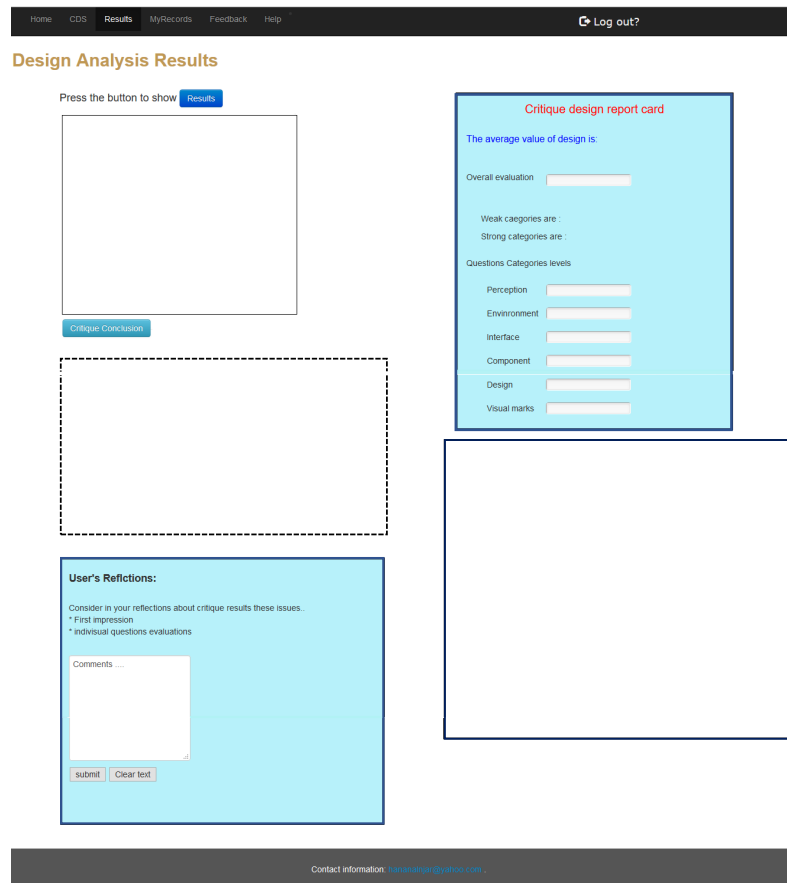 Home CDS Results MyRecords Feedback Help
Log out?
Design Analysis Results
Press the button to show Results
Critique Conclusion
Critique design report card
The average value of design is:
Overall evaluation
Weak caegories are :
Strong categories are :
Questions Categories levels
Perception
Envinronment
Interface
Component
Design
Visual marks
User's Reflctions:
Consider in your reflections about critique results these issues..
* First impression
* indivisual questions evaluations
Comments ....
submit Clear text
Contact information: